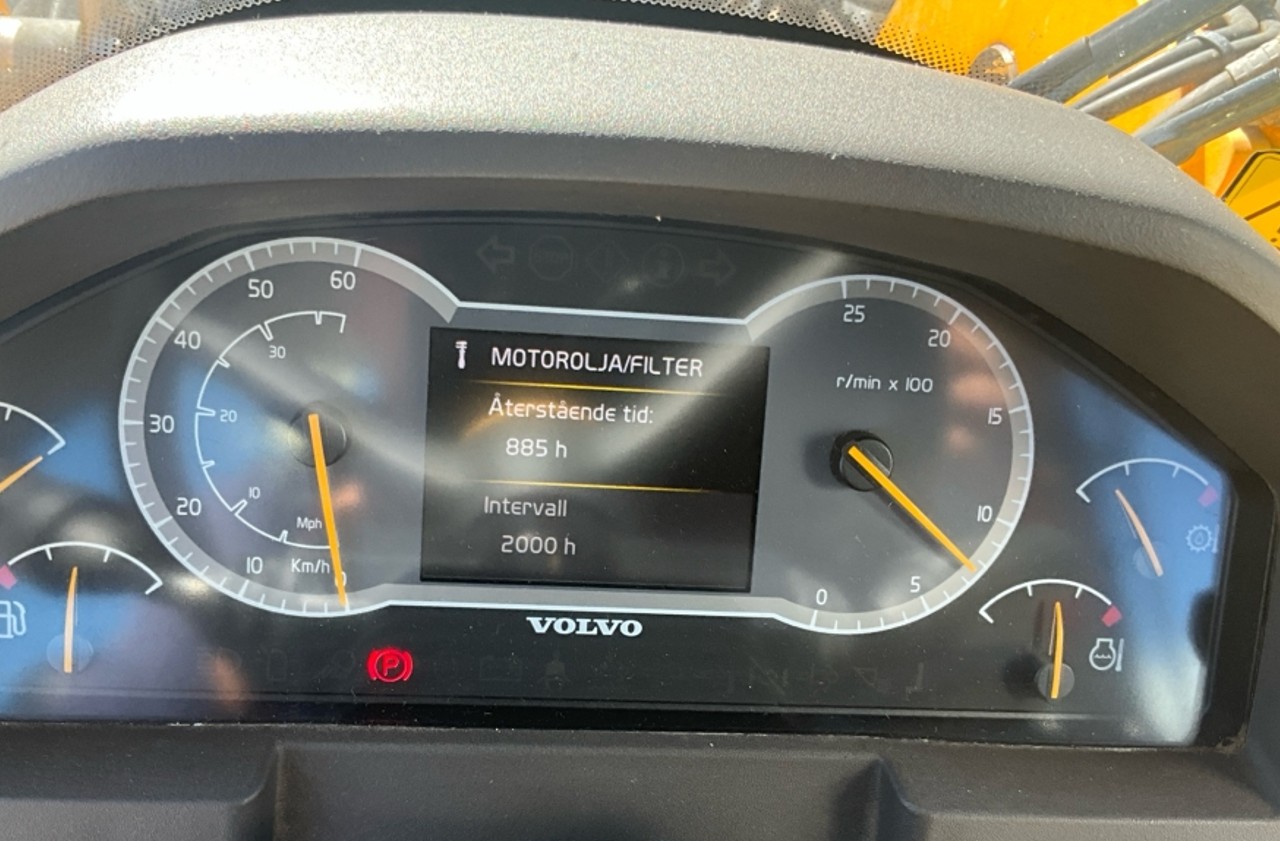 MOTOROLJA/FILTER
Återstående tid:
885 h
Intervall
2000 h
60
50
40
30
20
10
0
30
20
10
Mph
Km/h
25
20
15
10
5
0
r/min x 100
VOLVO
P